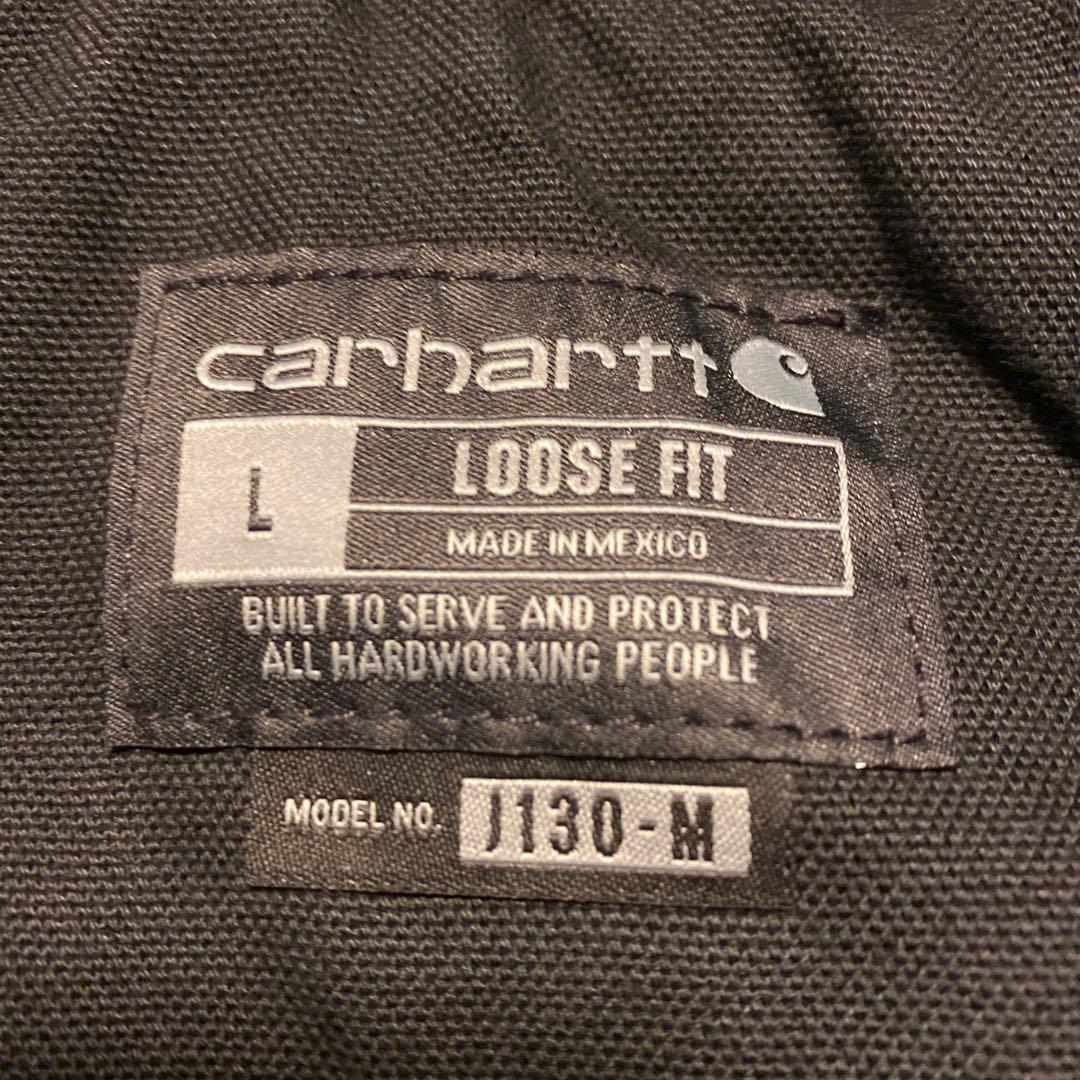 carhartt
L LOOSE FIT
MADE IN MEXICO
BUILT TO SERVE AND PROTECT
ALL HARDWORKING PEOPLE
MODEL NO. J130-M